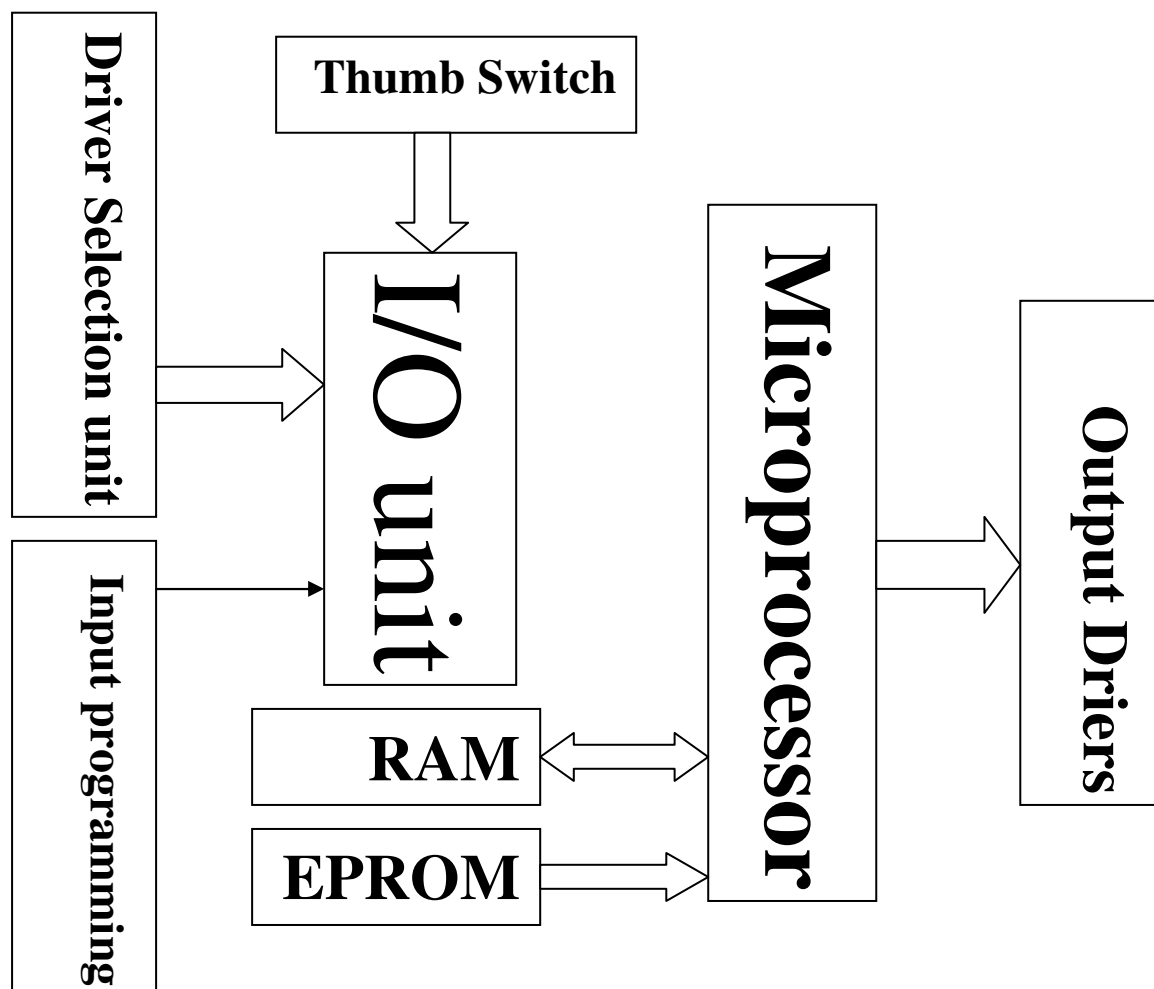 Driver Selection unit
Thumb Switch
I/O unit
Microprocessor
Output Driers
Input programming
RAM
EPROM